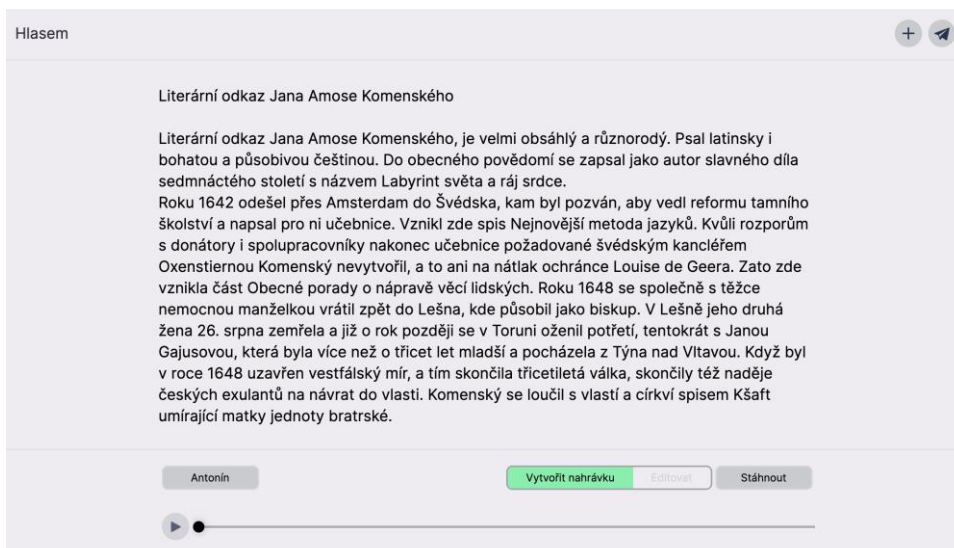 Hlasem
Literární odkaz Jana Amose Komenského
Literární odkaz Jana Amose Komenského, je velmi obsáhlý a různorodý. Psal latinsky i
bohatou a působivou češtinou. Do obecného povědomí se zapsal jako autor slavného díla
sedmnáctého století s názvem Labyrint světa a ráj srdce.
Roku 1642 odešel přes Amsterdam do Švédska, kam byl pozván, aby vedl reformu tamního
školství a napsal pro ni učebnice. Vznikl zde spis Nejnovější metoda jazyků. Kvůli rozporům
s donátory i spolupracovníky nakonec učebnice požadované švédským kancléřem
Oxenstiernou Komenský nevytvořil, a to ani na nátlak ochránce Louise de Geera. Zato zde
vznikla část Obecné porady o nápravě věcí lidských. Roku 1648 se společně s těžce
nemocnou manželkou vrátil zpět do Lešna, kde působil jako biskup. V Lešně jeho druhá
žena 26. srpna zemřela a již o rok později se v Toruni oženil potřetí, tentokrát s Janou
Gajusovou, která byla více než o třicet let mladší a pocházela z Týna nad Vltavou. Když byl
v roce 1648 uzavřen vestfálský mír, a tím skončila třicetiletá válka, skončily též naděje
českých exulantů na návrat do vlasti. Komenský se loučil s vlastí a církví spisem Kšaft
umírající matky jednoty bratrské.
Antonín
Vytvořit nahrávku
Editovat
Stáhnout